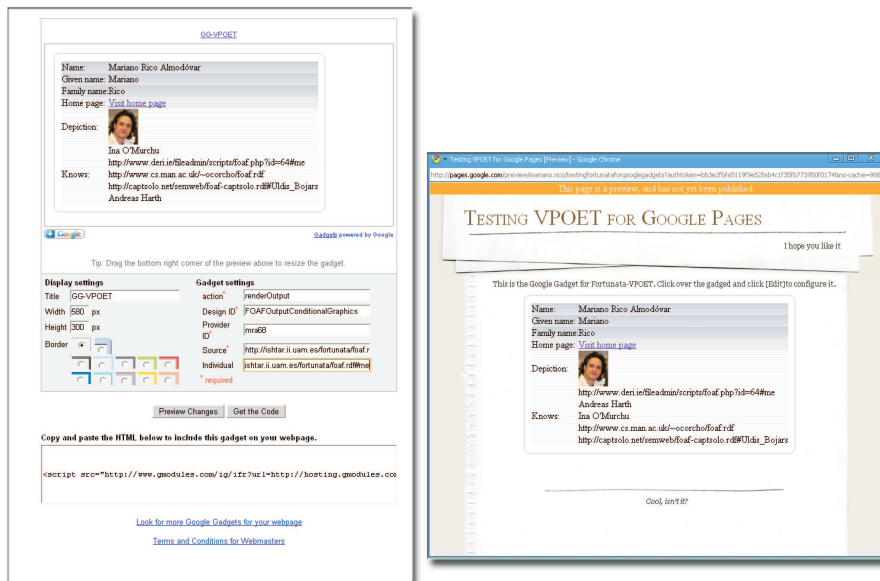 GG-VPOET
Name: Mariano Rico Almodóvar
Given name: Mariano
Family name: Rico
Home page: Visit home page
Depiction:
Ina O'Murchu
http://www.deri.ie/fileadmin/scripts/foaf.php?id=64#me
Knows: http://www.cs.man.ac.uk/~ocorcho/foaf.rdf
http://captsolo.net/semweb/foaf-captsolo.rdf#Uldis_Bojars
Andreas Harth
Google
Gadgets powered by Google
Tip: Drag the bottom right corner of the preview above to resize the gadget.
Display settings
Title GG-VPOET
Width 580 px
Height 300 px
Border
Gadget settings
action* renderOutput
Design ID* FOAFOutputConditionalGraphics
Provider
ID* mra68
Source* http://ishtar.ii.uam.es/fortunata/foaf.r
Individual ishtar.ii.uam.es/fortunata/foaf.rdf#me
* required
Preview Changes Get the Code
Copy and paste the HTML below to include this gadget on your webpage.
<script src="http://www.gmodules.com/ig/ifr?url=http://hosting.gmodules.co
Look for more Google Gadgets for your webpage
Terms and Conditions for Webmasters
Testing VPOET for Google Pages [Preview] - Google Chrome
http://pages.google.com/preview/mariano.rico/testingfortunataforgooglegadgets?authtoken=
This page is a preview, and has not yet been published.
TESTING VPOET FOR GOOGLE PAGES
I hope you like it
This is the Google Gadget for Fortunata-VPOET. Click over the gadged and click [Edit]to configure it.
Name: Mariano Rico Almodóvar
Given name: Mariano
Family name: Rico
Home page: Visit home page
Depiction:
http://www.deri.ie/fileadmin/scripts/foaf.php?id=64#me
Andreas Harth
Knows: Ina O'Murchu
http://www.cs.man.ac.uk/~ocorcho/foaf.rdf
http://captsolo.net/semweb/foaf-captsolo.rdf#Uldis_Bojars
Cool, isn't it?